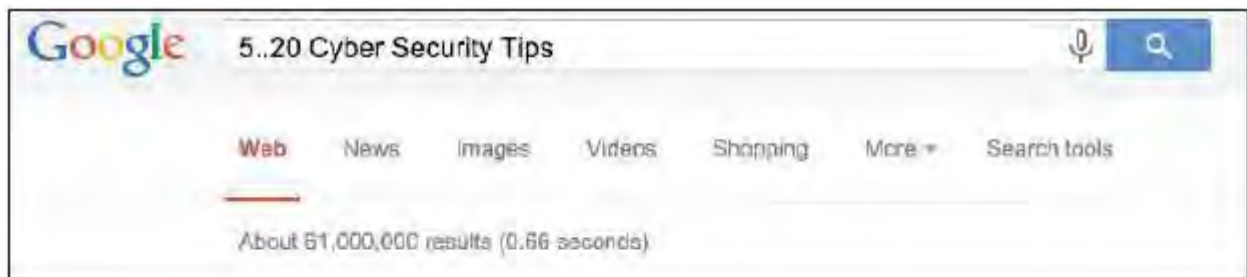 Google 5..20 Cyber Security Tips
Web News Images Videos Shopping More Search tools
About 61,000,000 results (0.66 seconds)